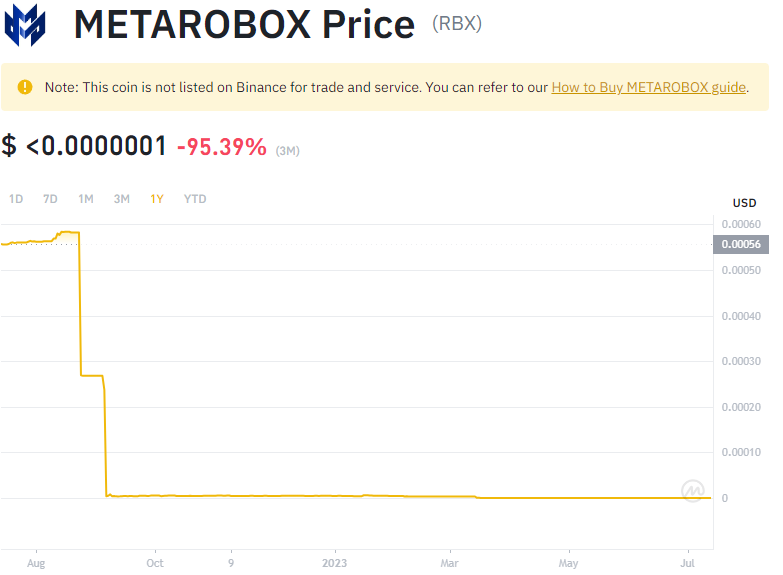 METAROBOX Price (RBX)
Note: This coin is not listed on Binance for trade and service. You can refer to our How to Buy METAROBOX guide.
$ <0.0000001 -95.39% (3M)
1D 7D 1M 3M 1Y YTD
USD
0.00060
0.00056
0.00050
0.00040
0.00030
0.00020
0.00010
0
Aug Oct 9 2023 Mar May Jul